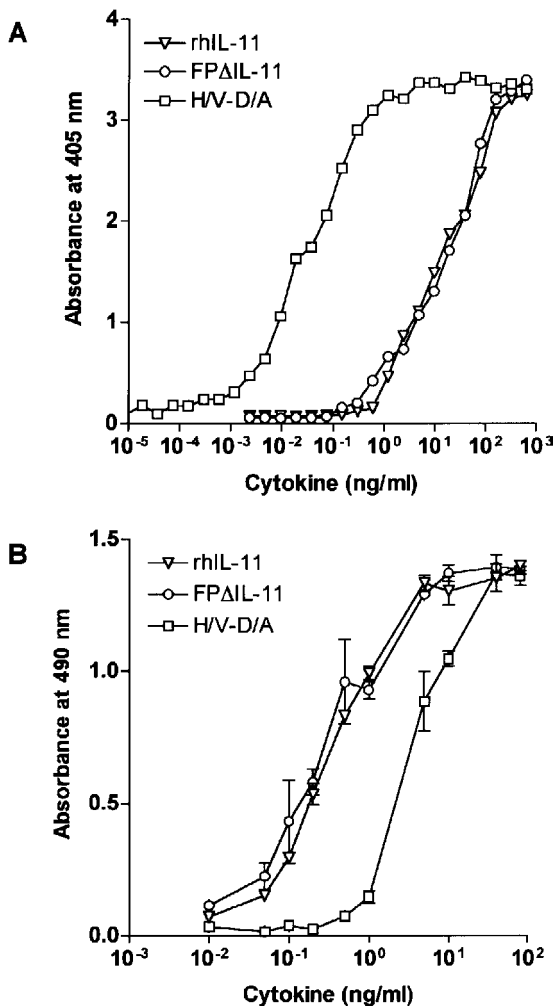 A
rhIL-11
FPΔIL-11
H/V-D/A
Absorbance at 405 nm
4
3
2
1
0
10⁻⁵ 10⁻⁴ 10⁻³ 10⁻² 10⁻¹ 10⁰ 10¹ 10² 10³
Cytokine (ng/ml)
B
rhIL-11
FPΔIL-11
H/V-D/A
Absorbance at 490 nm
1.5
1.0
0.5
0.0
10⁻³ 10⁻² 10⁻¹ 10⁰ 10¹ 10²
Cytokine (ng/ml)